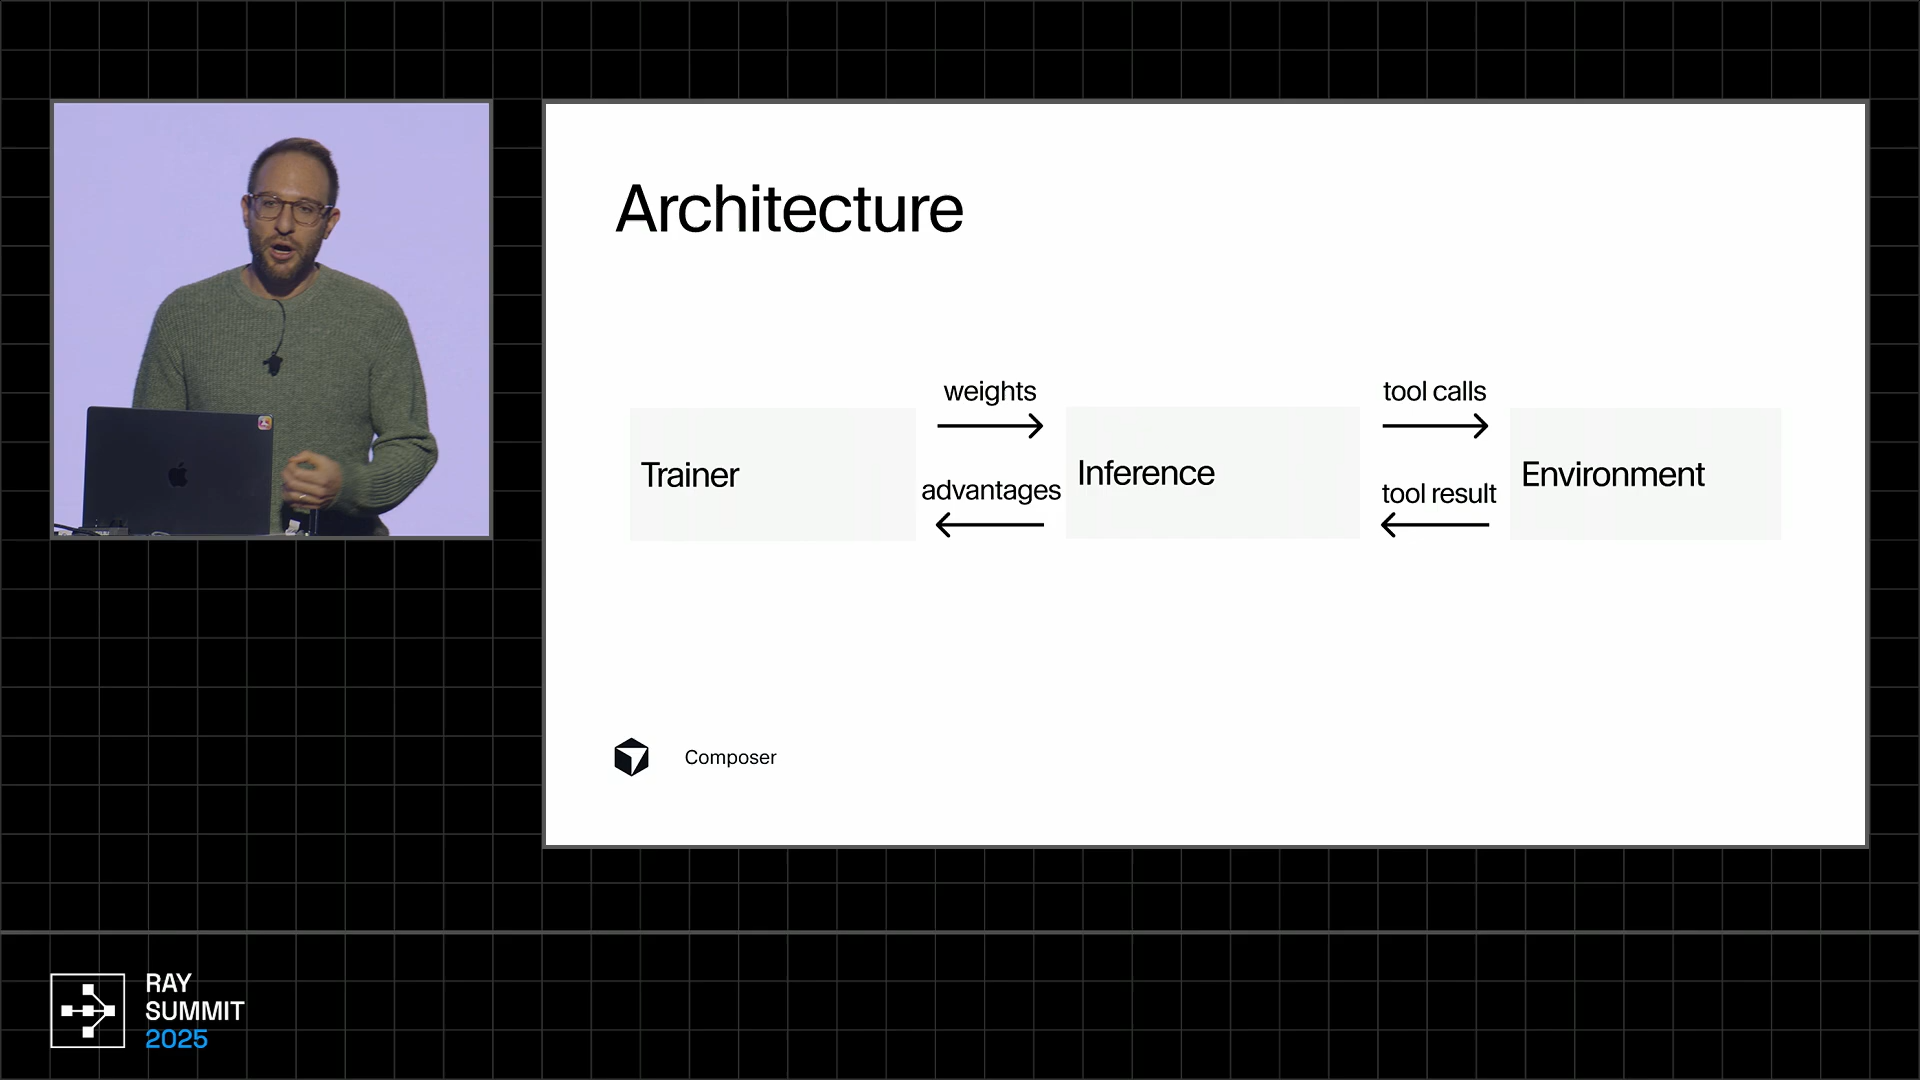 Architecture
weights
tool calls
Trainer
Inference
Environment
advantages
tool result
Composer
RAY
SUMMIT
2025